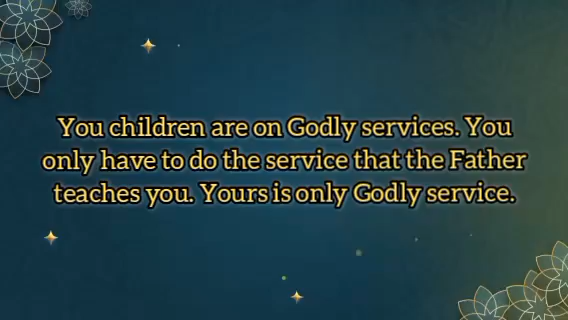 You children are on Godly services. You
only have to do the service that the Father
teaches you. Yours is only Godly service.